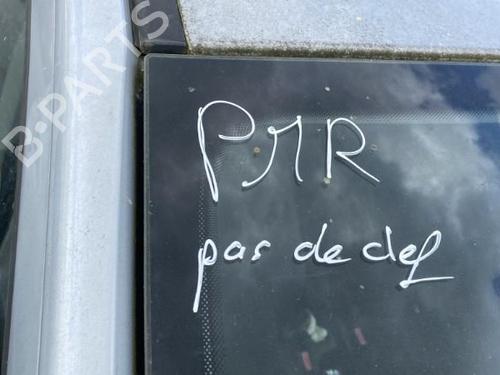 B-PARTS
PMR
pas de clef